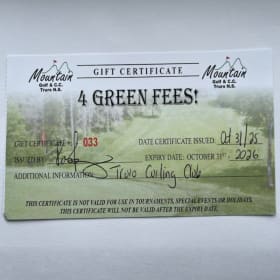 GIFT CERTIFICATE
Mountain
Golf & C.C.
Truro N.S.
Mountain
Golf & C.C.
Truro N.S.
4 GREEN FEES!
GIFT CERTIFICATE #: 033
DATE CERTIFICATE ISSUED: Oct 31/25
ISSUED BY:
EXPIRY DATE: OCTOBER 31ST - 2026
ADDITIONAL INFORMATION: Truro Curling Club
THIS CERTIFICATE IS NOT VALID FOR USE IN TOURNAMENTS, SPECIAL EVENTS OR HOLIDAYS.
THIS CERTIFICATE WILL NOT BE VALID AFTER THE EXPIRY DATE.